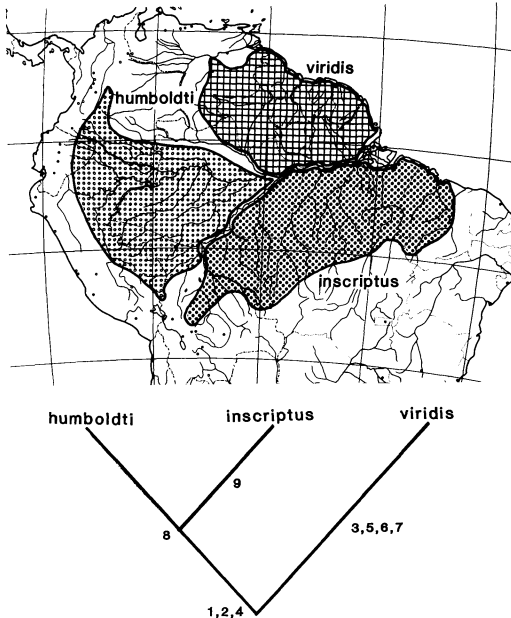 viridis
humboldti
inscriptus
humboldti inscriptus viridis
9
8 3,5,6,7
1,2,4